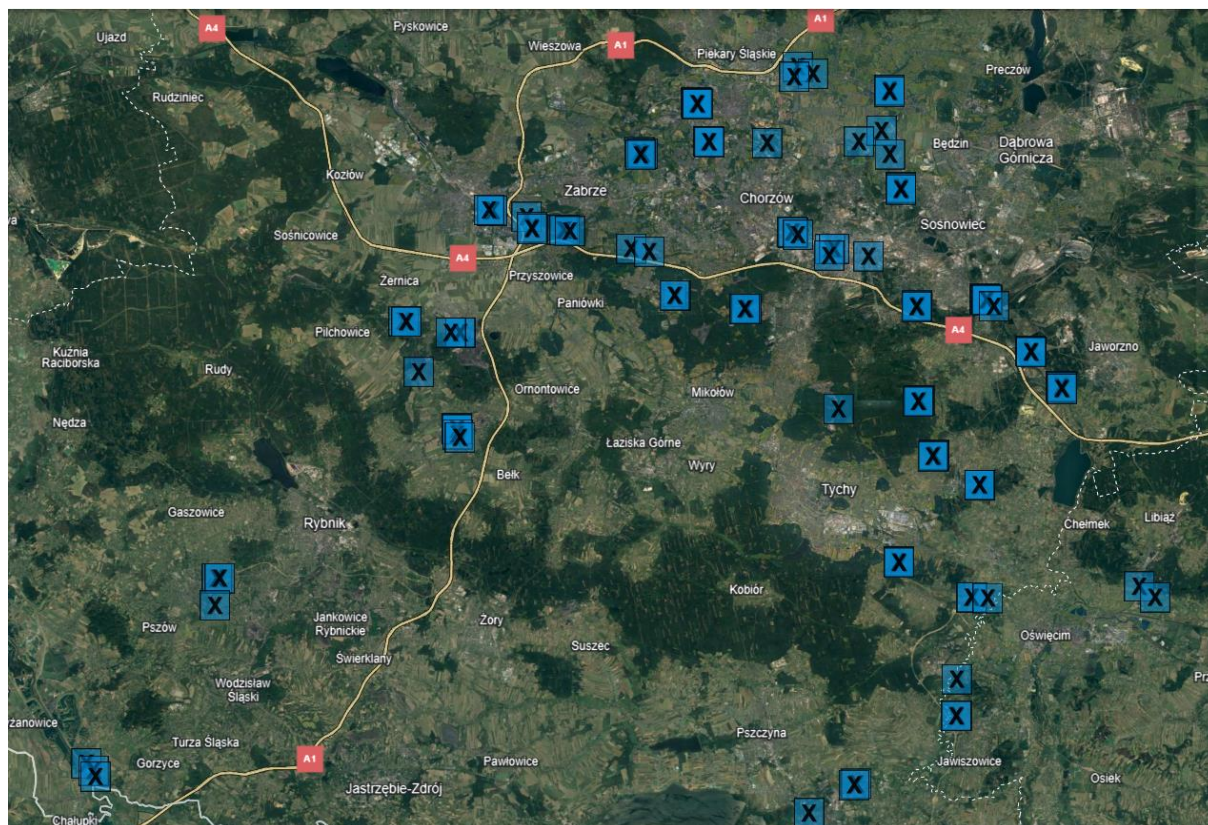 A4
Pyskowice
A1
Ujazd
Wieszowa
A1
Piekary Śląskie
Preczów
X
X
X
Rudziniec
X
X
X
X
X
X
X
X
Będzin
Dąbrowa
Górnicza
Kozłów
Zabrze
X
Chorzów
X
X
X
Sosnowiec
Sośnicowice
X
X
X
X
X
X
X
A4
Przyszowice
Żernica
Paniówki
X
X
X
X
X
Pilchowice
X
X
A4
Kuźnia
Raciborska
Rudy
X
X
Jaworzno
Ornontowice
Mikołów
X
X
X
Nędza
X
Łaziska Górne
Wyry
X
Bełk
Tychy
X
Gaszowice
Rybnik
Chełmek
Libiąż
X
X
Kobiór
X
X
X
X
X
Pszów
Jankowice
Rybnickie
Żory
Suszec
Oświęcim
Świerklany
Wodzisław
Śląski
X
X
Turza Śląska
A1
Pszczyna
Gorzyce
Pawłowice
Jawiszowice
X
Osiek
X
Jastrzębie-Zdrój
X
Chałupki